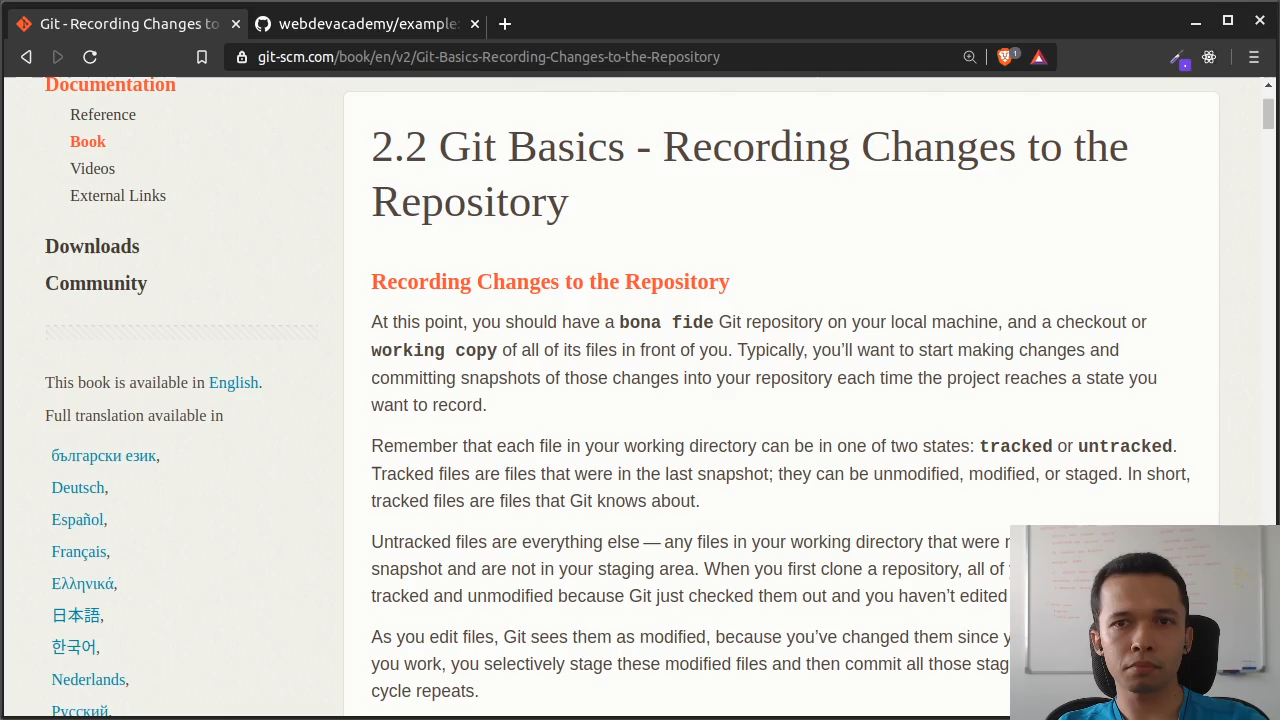 Git - Recording Changes to
webdevacademy/example
git-scm.com/book/en/v2/Git-Basics-Recording-Changes-to-the-Repository
1
Documentation
Reference
Book
Videos
External Links
Downloads
Community
This book is available in English.
Full translation available in
български език,
Deutsch,
Español,
Français,
Ελληνικά,
日本語,
한국어,
Nederlands,
Русский,
2.2 Git Basics - Recording Changes to the
Repository
Recording Changes to the Repository
At this point, you should have a bona fide Git repository on your local machine, and a checkout or
working copy of all of its files in front of you. Typically, you’ll want to start making changes and
committing snapshots of those changes into your repository each time the project reaches a state you
want to record.
Remember that each file in your working directory can be in one of two states: tracked or untracked.
Tracked files are files that were in the last snapshot; they can be unmodified, modified, or staged. In short,
tracked files are files that Git knows about.
Untracked files are everything else — any files in your working directory that were
snapshot and are not in your staging area. When you first clone a repository, all of
tracked and unmodified because Git just checked them out and you haven’t edited
As you edit files, Git sees them as modified, because you’ve changed them since
you work, you selectively stage these modified files and then commit all those stag
cycle repeats.